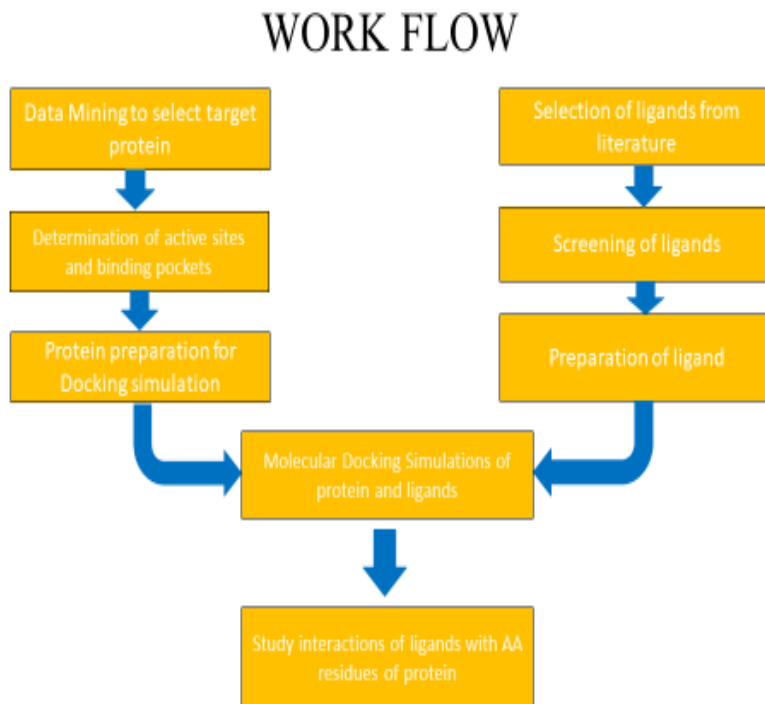 WORK FLOW
Data Mining to select target
protein
Determination of active sites
and binding pockets
Protein preparation for
Docking simulation
Selection of ligands from
literature
Screening of ligands
Preparation of ligand
Molecular Docking Simulations of
protein and ligands
Study interactions of ligands with AA
residues of protein